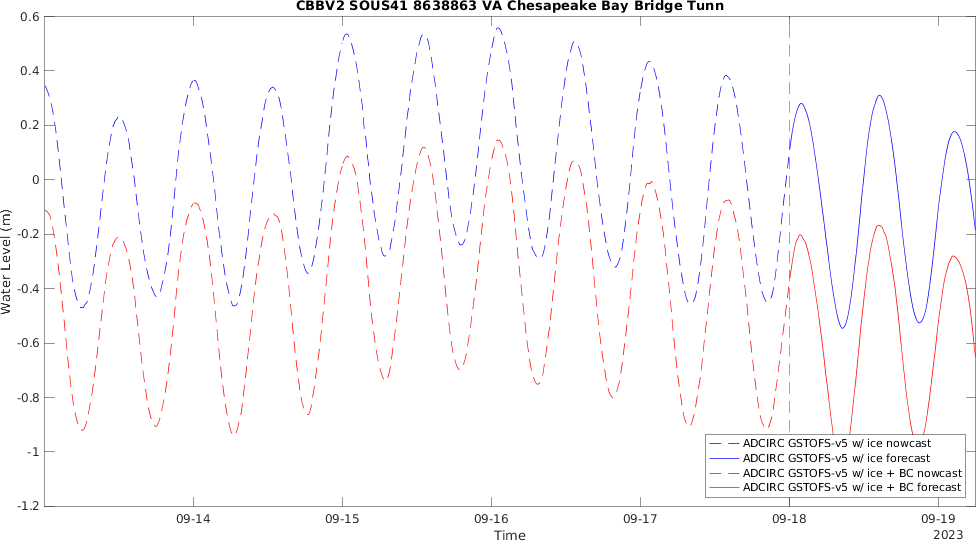 CBBV2 SOUS41 8638863 VA Chesapeake Bay Bridge Tunn
0.6
0.4
0.2
0
-0.2
-0.4
-0.6
-0.8
-1
-1.2
Water Level (m)
ADCIRC GSTOFS-v5 w/ ice nowcast
ADCIRC GSTOFS-v5 w/ ice forecast
ADCIRC GSTOFS-v5 w/ ice + BC nowcast
ADCIRC GSTOFS-v5 w/ ice + BC forecast
09-14 09-15 09-16 09-17 09-18 09-19
Time 2023